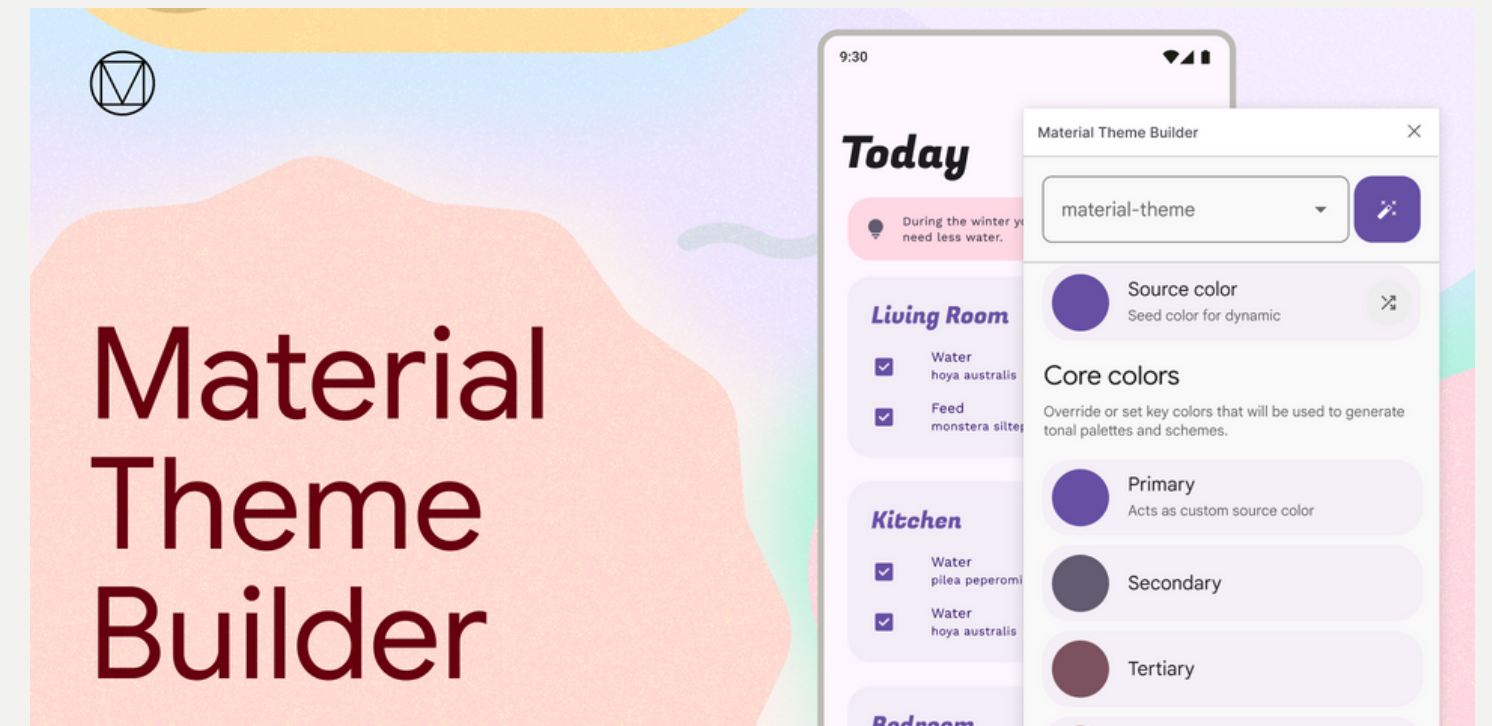 Material
Theme
Builder
9:30
Today
During the winter
need less water.
Living Room
Water
hoya australis
Feed
monstera
Kitchen
Water
pilea
Water
hoya australis
Bedroom
Material Theme Builder
material-theme
Source color
Seed color for dynamic
Core colors
Override or set key colors that will be used to generate
tonal palettes and schemes.
Primary
Acts as custom source color
Secondary
Tertiary